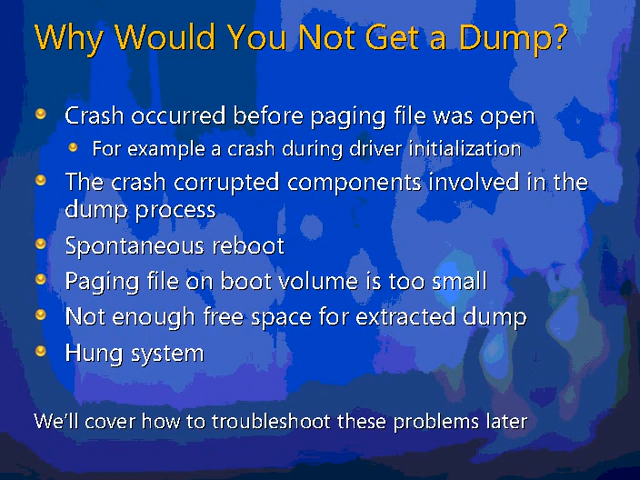 Why Would You Not Get a Dump?
Crash occurred before paging file was open
For example a crash during driver initialization
The crash corrupted components involved in the
dump process
Spontaneous reboot
Paging file on boot volume is too small
Not enough free space for extracted dump
Hung system
We'll cover how to troubleshoot these problems later